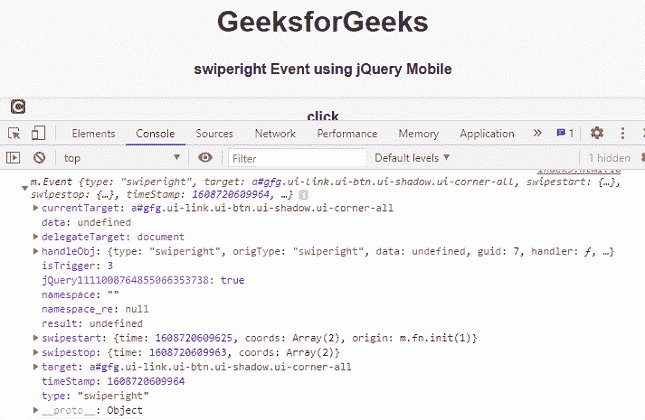 GeeksforGeeks
swiperight Event using jQuery Mobile
click
Elements Console Sources Network Performance Memory Application » 1
top Filter Default levels 1 hidden
m.Event {type: "swiperight", target: a#gfg.ui-link.ui-btn.ui-shadow.ui-corner-all, swipestart: {…},
swipestop: {…}, timeStamp: 1608720609964, …}
currentTarget: a#gfg.ui-link.ui-btn.ui-shadow.ui-corner-all
data: undefined
delegateTarget: document
handleObj: {type: "swiperight", origType: "swiperight", data: undefined, guid: 7, handler: ƒ, …}
isTrigger: 3
jQuery1111008764855066353738: true
namespace: ""
namespace_re: null
result: undefined
swipestart: {time: 1608720609625, coords: Array(2), origin: m.fn.init(1)}
swipestop: {time: 1608720609963, coords: Array(2)}
target: a#gfg.ui-link.ui-btn.ui-shadow.ui-corner-all
timeStamp: 1608720609964
type: "swiperight"
__proto__: Object